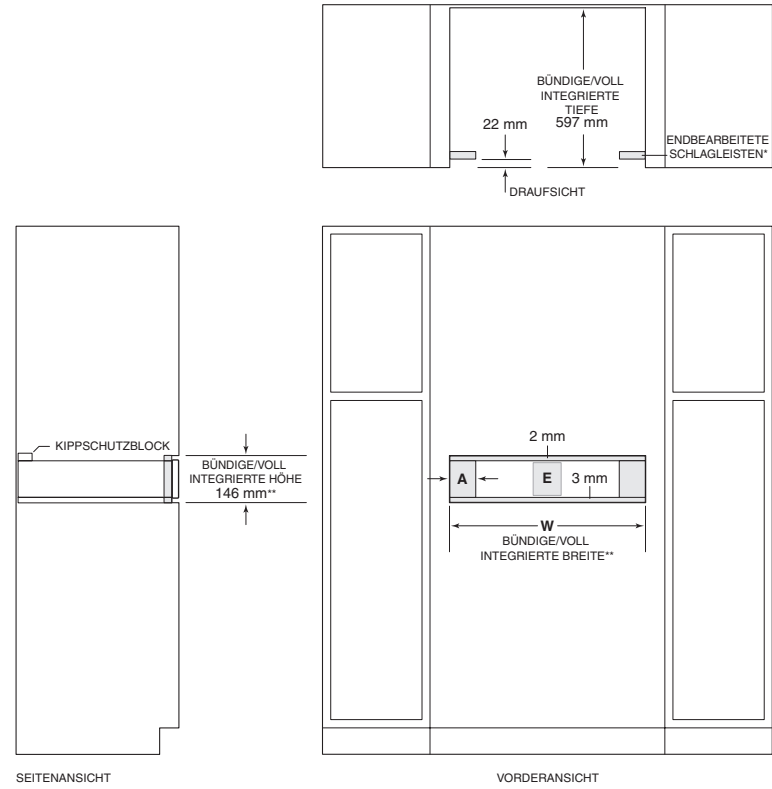 BÜNDIGE/VOLL
INTEGRIERTE
TIEFE
597 mm
22 mm
ENDBEARBEITETE
SCHLAGLEISTEN*
DRAUFSICHT
KIPPSCHUTZBLOCK
BÜNDIGE/VOLL
INTEGRIERTE HÖHE
146 mm**
2 mm
A
E
3 mm
W
BÜNDIGE/VOLL
INTEGRIERTE BREITE**
SEITENANSICHT
VORDERANSICHT